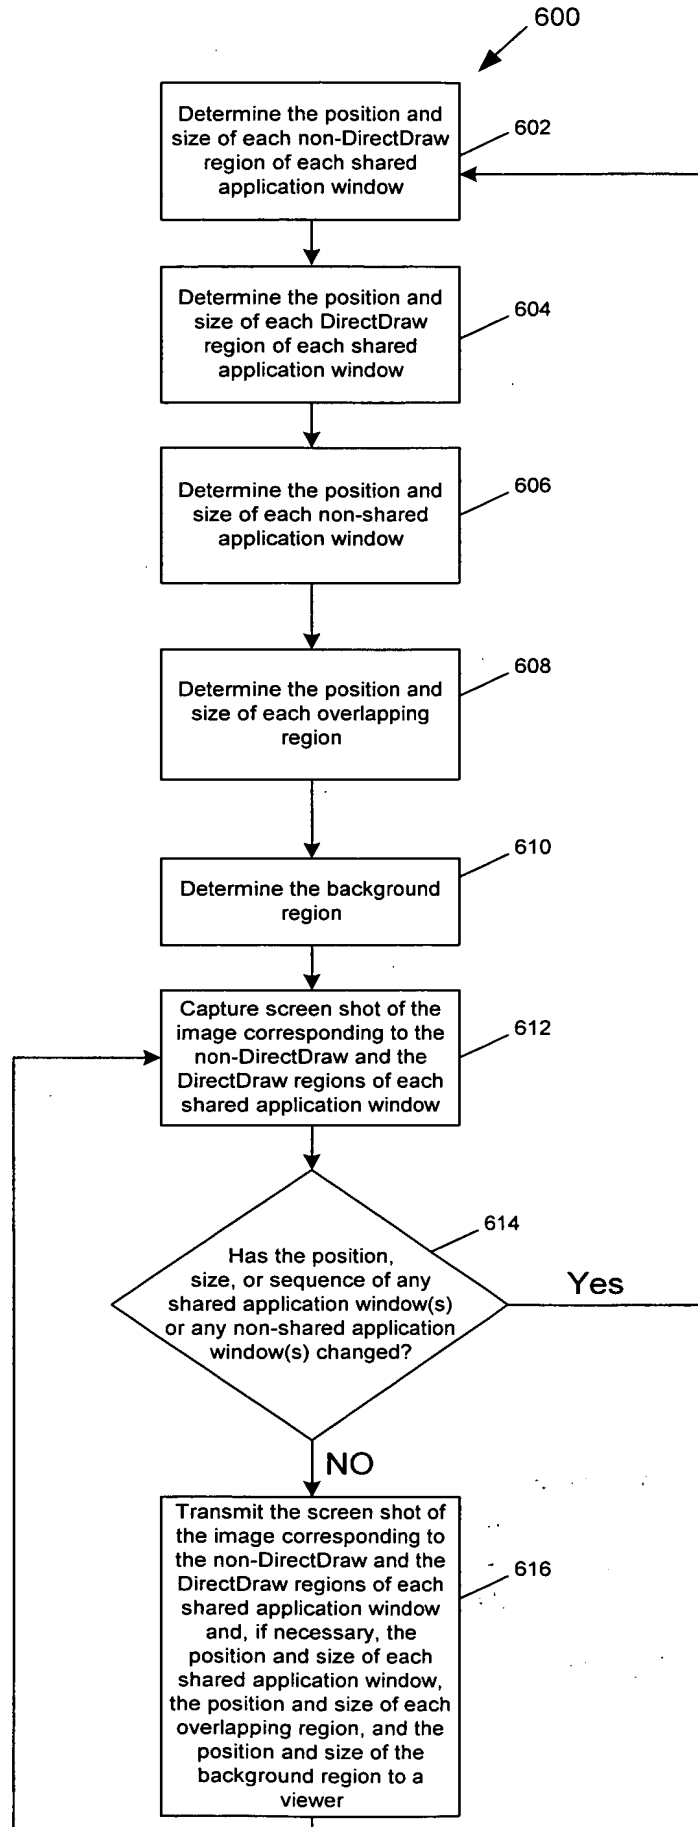 600
Determine the position and
size of each non-DirectDraw
region of each shared
application window
602
Determine the position and
size of each DirectDraw
region of each shared
application window
604
Determine the position and
size of each non-shared
application window
606
Determine the position and
size of each overlapping
region
608
Determine the background
region
610
Capture screen shot of the
image corresponding to the
non-DirectDraw and the
DirectDraw regions of each
shared application window
612
Has the position,
size, or sequence of any
shared application window(s)
or any non-shared application
window(s) changed?
614
Yes
NO
Transmit the screen shot of
the image corresponding to
the non-DirectDraw and the
DirectDraw regions of each
shared application window
and, if necessary, the
position and size of each
shared application window,
the position and size of each
overlapping region, and the
position and size of the
background region to a
viewer
616